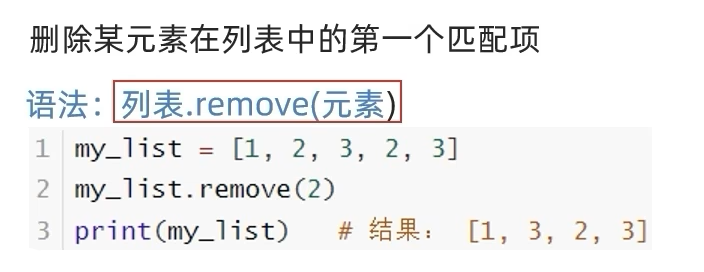 删除某元素在列表中的第一个匹配项
语法：列表.remove(元素)
1 my_list = [1, 2, 3, 2, 3]
2 my_list.remove(2)
3 print(my_list) # 结果： [1, 3, 2, 3]